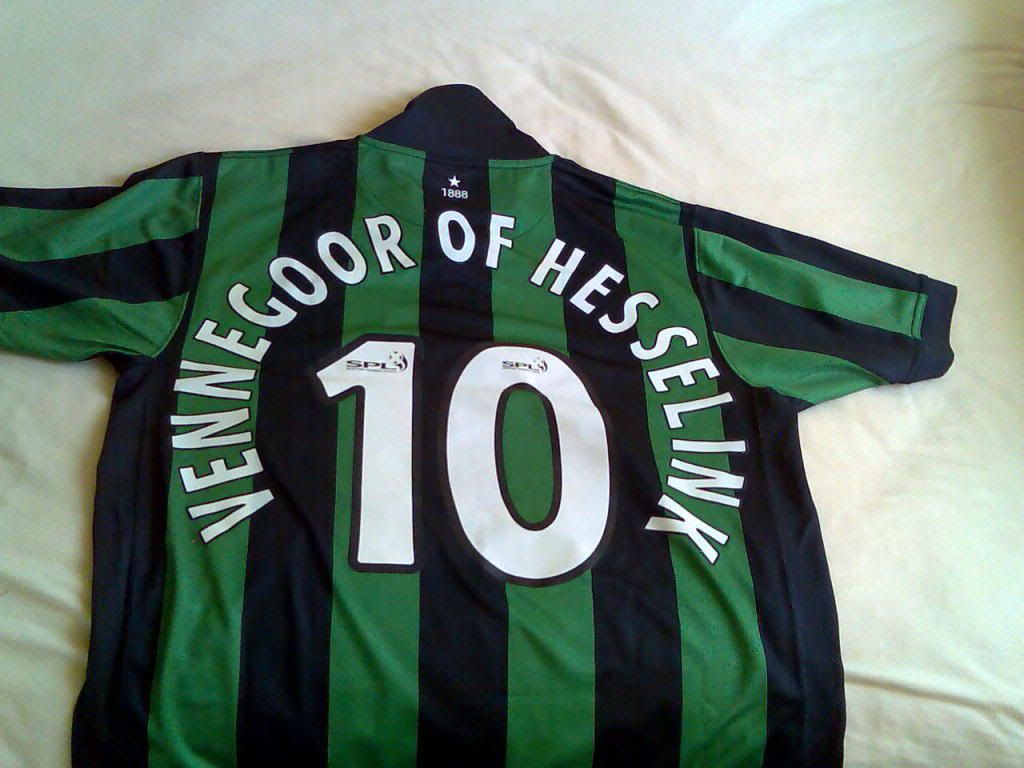 1888
VENNEGOOR OF HESSELINK
10
SPL SPL